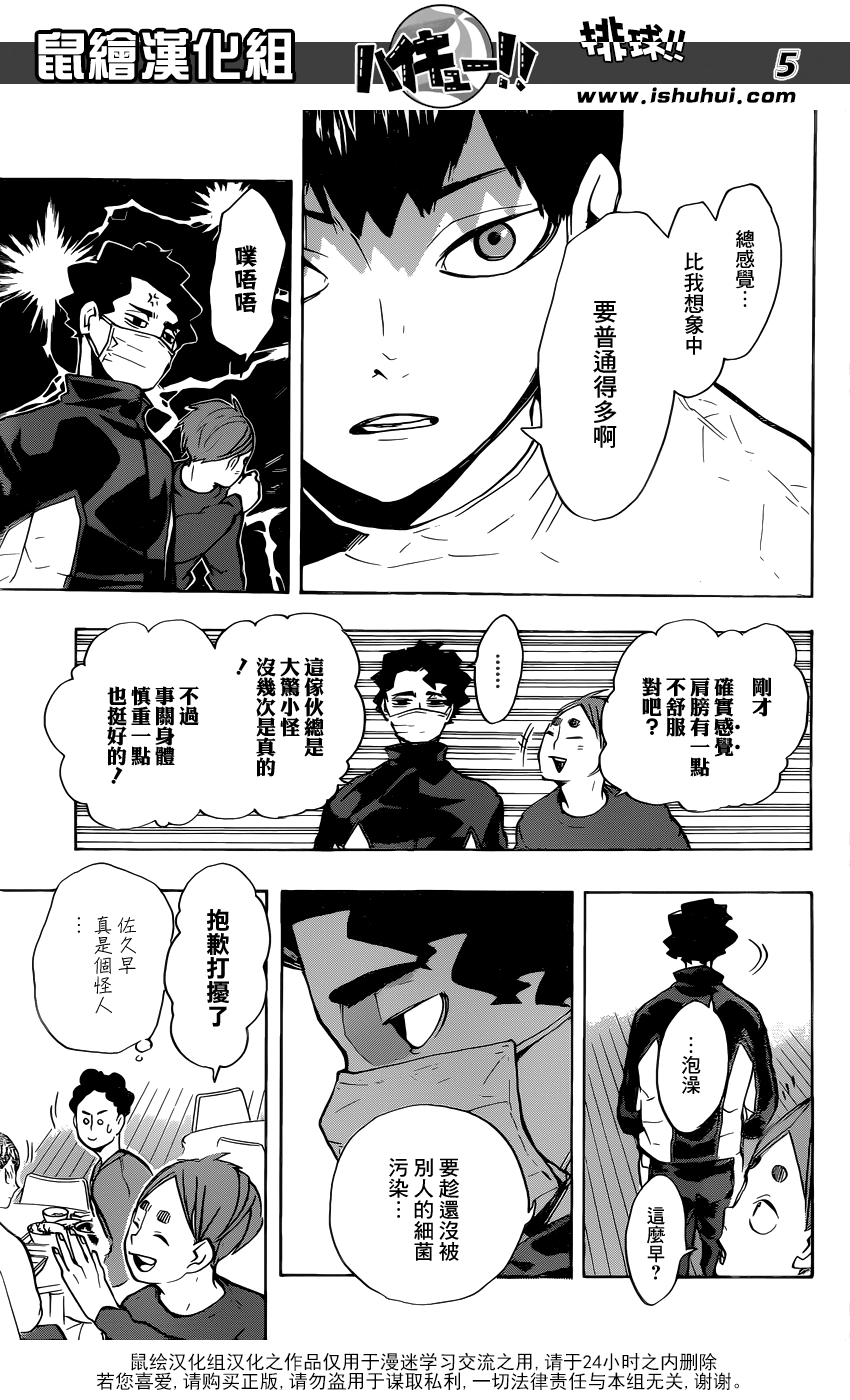 鼠繪漢化組
ハイキュー!!
排球!!
5
www.ishuhui.com
總感覺…
比我想象中
要普通得多啊
噗唔唔
剛才
確實感覺
肩膀有一點
不舒服
對吧？
……
這傢伙總是
大驚小怪
沒幾次是真的
！
不過
事關身體
慎重一點
也挺好的！
…泡澡
這麼早？
要趁還沒被
別人的細菌
污染…
抱歉打擾了
佐久早
真是個怪人
…
鼠绘汉化组汉化之作品仅用于漫迷学习交流之用,请于24小时之内删除
若您喜爱,请购买正版,请勿盗用于谋取私利,一切法律责任与本组无关,谢谢。